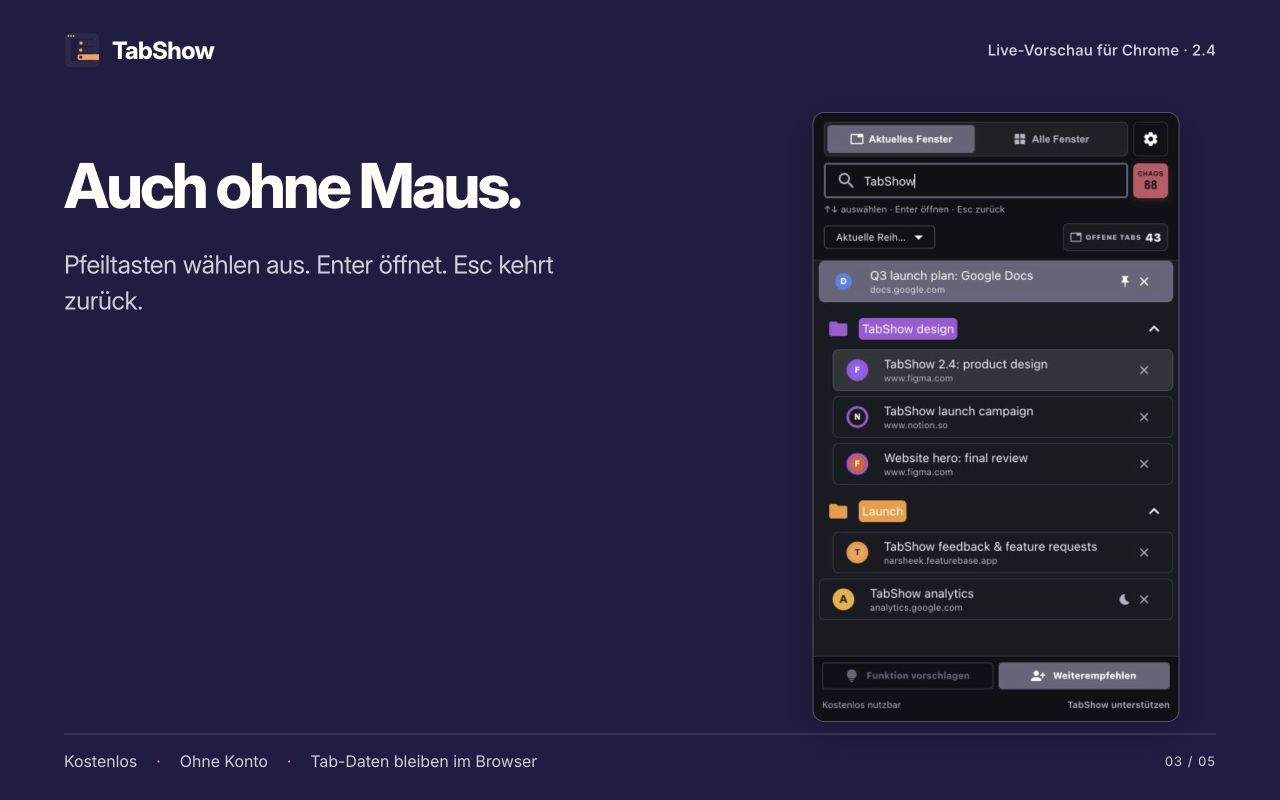 TabShow
Live-Vorschau für Chrome · 2.4
Auch ohne Maus.
Pfeiltasten wählen aus. Enter öffnet. Esc kehrt
zurück.
Aktuelles Fenster
Alle Fenster
TabShow
CHAOS
88
↑↓ auswählen · Enter öffnen · Esc zurück
Aktuelle Reih...
OFFENE TABS 43
D
Q3 launch plan: Google Docs
docs.google.com
TabShow design
F
TabShow 2.4: product design
www.figma.com
N
TabShow launch campaign
www.notion.so
F
Website hero: final review
www.figma.com
Launch
T
TabShow feedback & feature requests
narsheek.featurebase.app
A
TabShow analytics
analytics.google.com
Funktion vorschlagen
Weiterempfehlen
Kostenlos nutzbar
TabShow unterstützen
Kostenlos · Ohne Konto · Tab-Daten bleiben im Browser
03 / 05